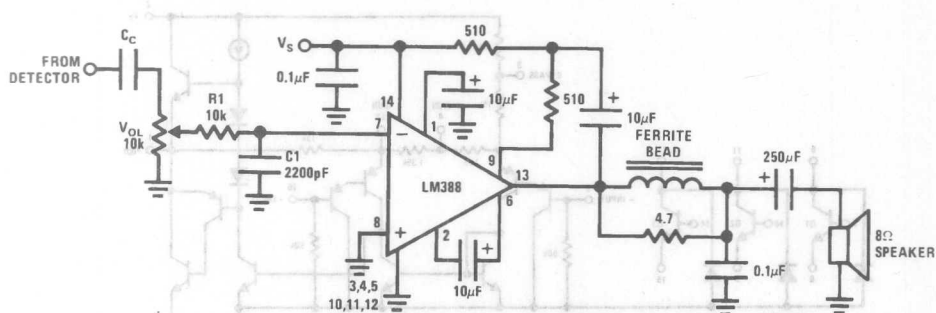 C_C
FROM
DETECTOR
V_OL
10k
R1
10k
C1
2200pF
V_S
0.1μF
14
7
−
8
+
3,4,5
10,11,12
1
+
10μF
LM388
2
10μF
+
6
13
9
510
510
+
10μF
FERRITE
BEAD
4.7
0.1μF
250μF
+
8Ω
SPEAKER